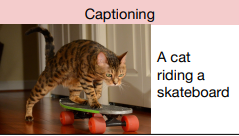 Captioning
A cat
riding a
skateboard